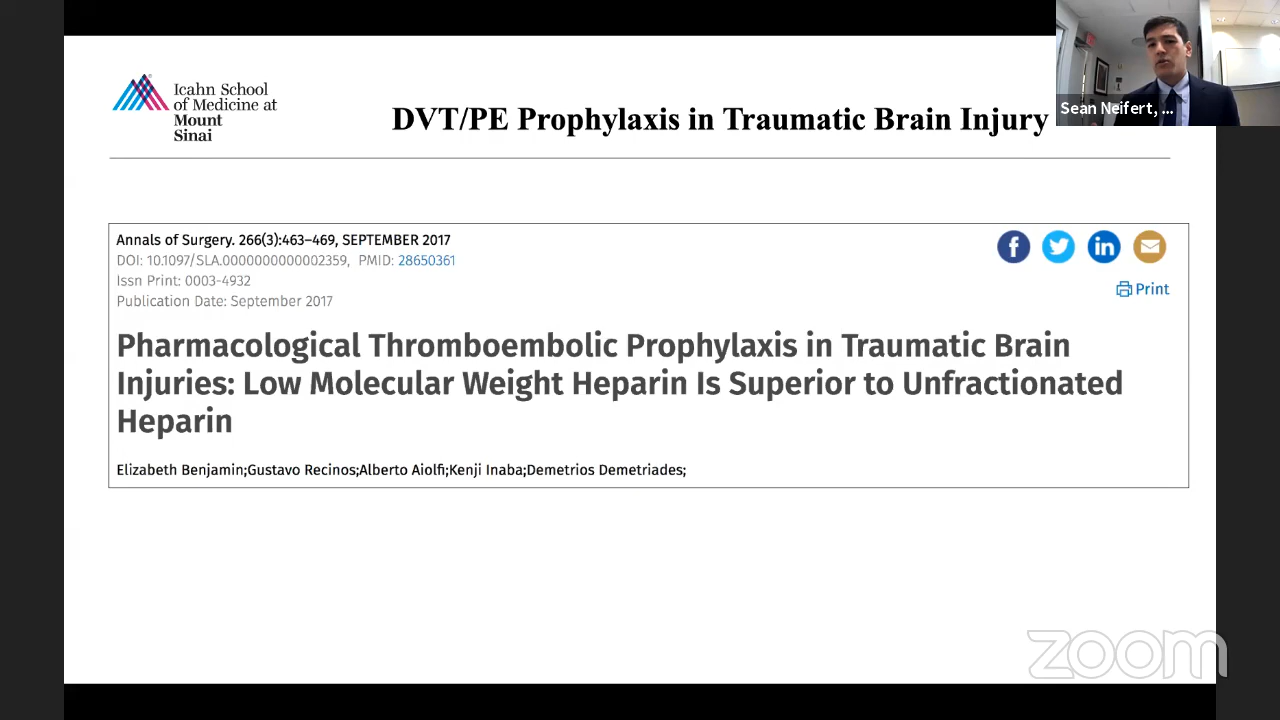 Icahn School
of Medicine at
Mount
Sinai
DVT/PE Prophylaxis in Traumatic Brain Injury
Sean Neifert, ...
Annals of Surgery. 266(3):463–469, SEPTEMBER 2017
DOI: 10.1097/SLA.0000000000002359, PMID: 28650361
Issn Print: 0003-4932
Publication Date: September 2017
Print
Pharmacological Thromboembolic Prophylaxis in Traumatic Brain
Injuries: Low Molecular Weight Heparin Is Superior to Unfractionated
Heparin
Elizabeth Benjamin;Gustavo Recinos;Alberto Aiolfi;Kenji Inaba;Demetrios Demetriades;
zoom